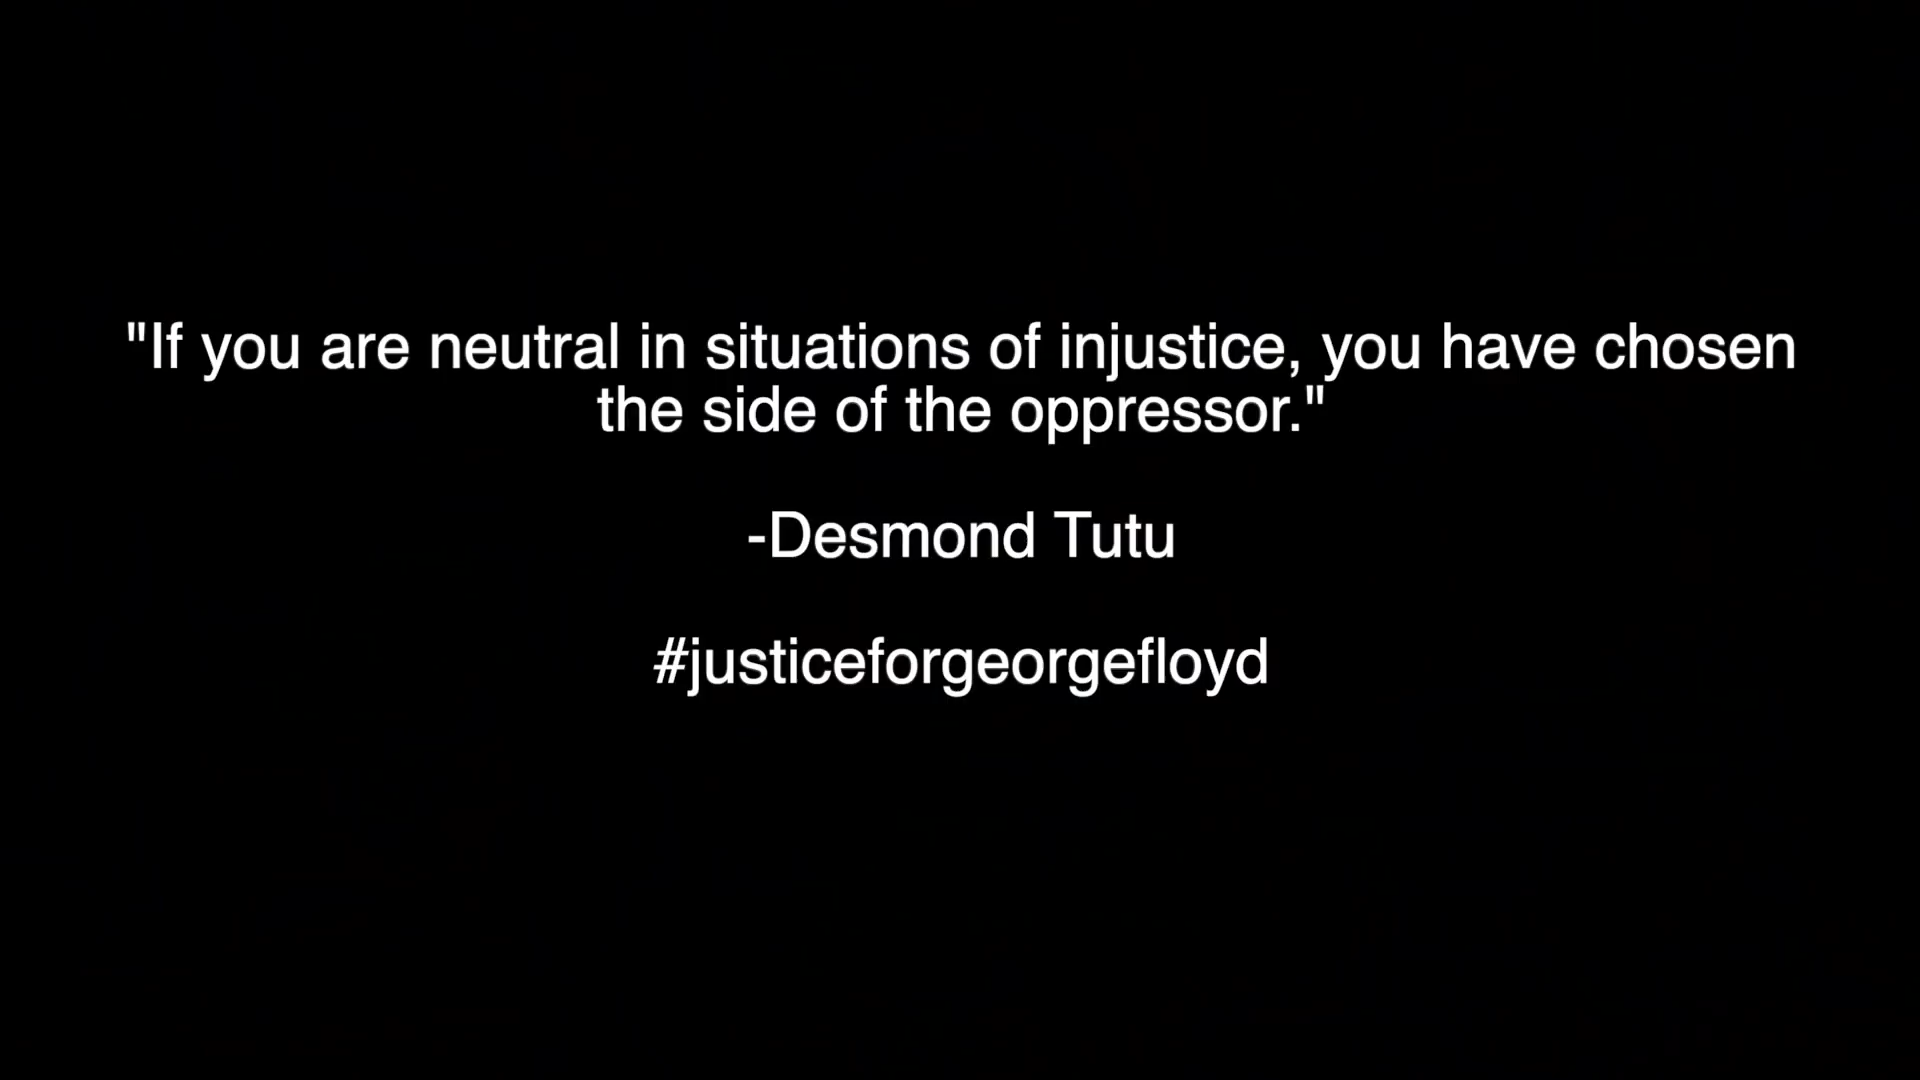 "If you are neutral in situations of injustice, you have chosen
the side of the oppressor."
-Desmond Tutu
#justiceforgeorgefloyd